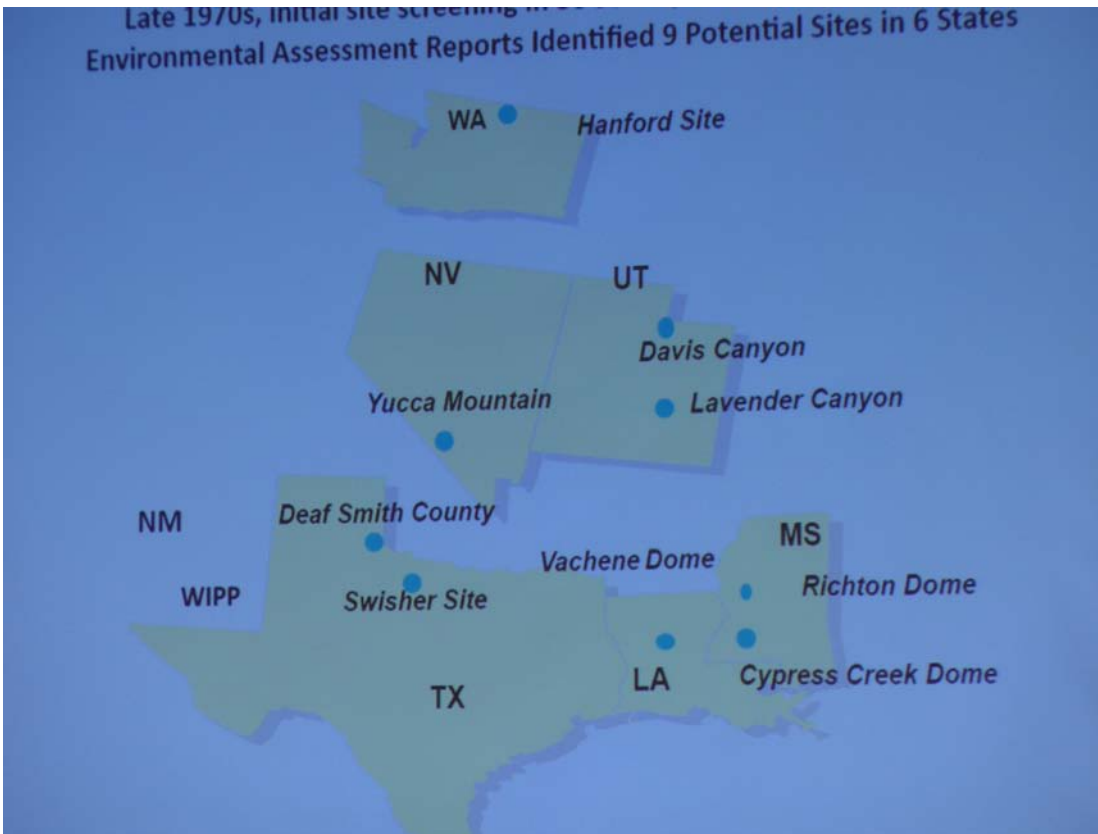 Late 1970s, Initial site screening in
Environmental Assessment Reports Identified 9 Potential Sites in 6 States
WA
Hanford Site
NV
UT
Davis Canyon
Yucca Mountain
Lavender Canyon
Deaf Smith County
NM
Vachene Dome
MS
WIPP
Swisher Site
Richton Dome
TX
LA
Cypress Creek Dome